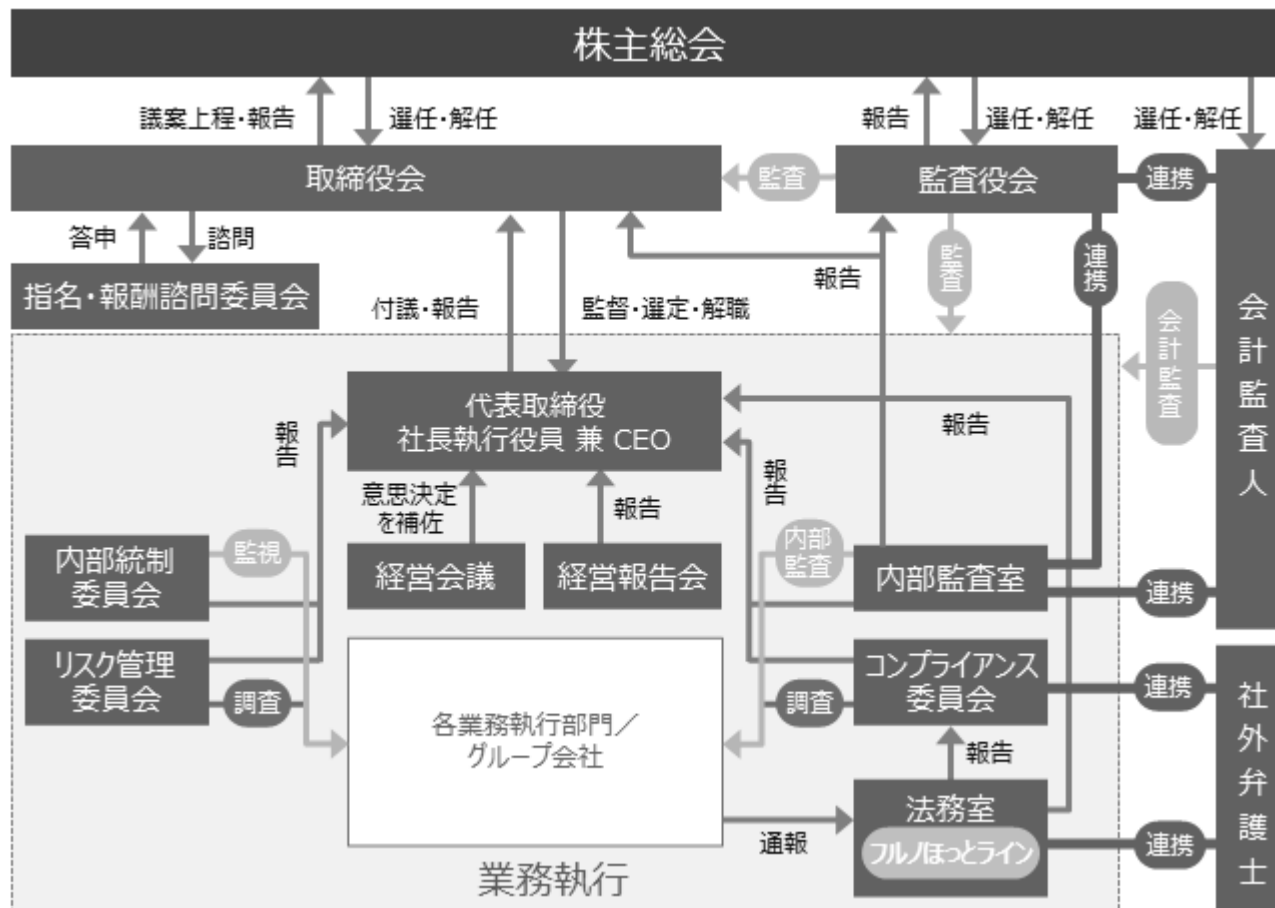 株主総会
議案上程・報告
選任・解任
報告
選任・解任
選任・解任
取締役会
監査
監査役会
連携
答申
諮問
指名・報酬諮問委員会
付議・報告
監督・選定・解職
報告
監査
連携
会計監査
会計監査人
代表取締役
社長執行役員 兼 CEO
報告
報告
報告
意思決定
を補佐
報告
内部統制
委員会
監視
経営会議
経営報告会
内部
監査
内部監査室
連携
リスク管理
委員会
調査
各業務執行部門／
グループ会社
調査
コンプライアンス
委員会
連携
社外弁護士
報告
通報
法務室
フルノほっとライン
連携
業務執行